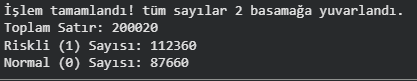 İşlem tamamlandı! tüm sayılar 2 basamağa yuvarlandı.
Toplam Satır: 200020
Riskli (1) Sayısı: 112360
Normal (0) Sayısı: 87660